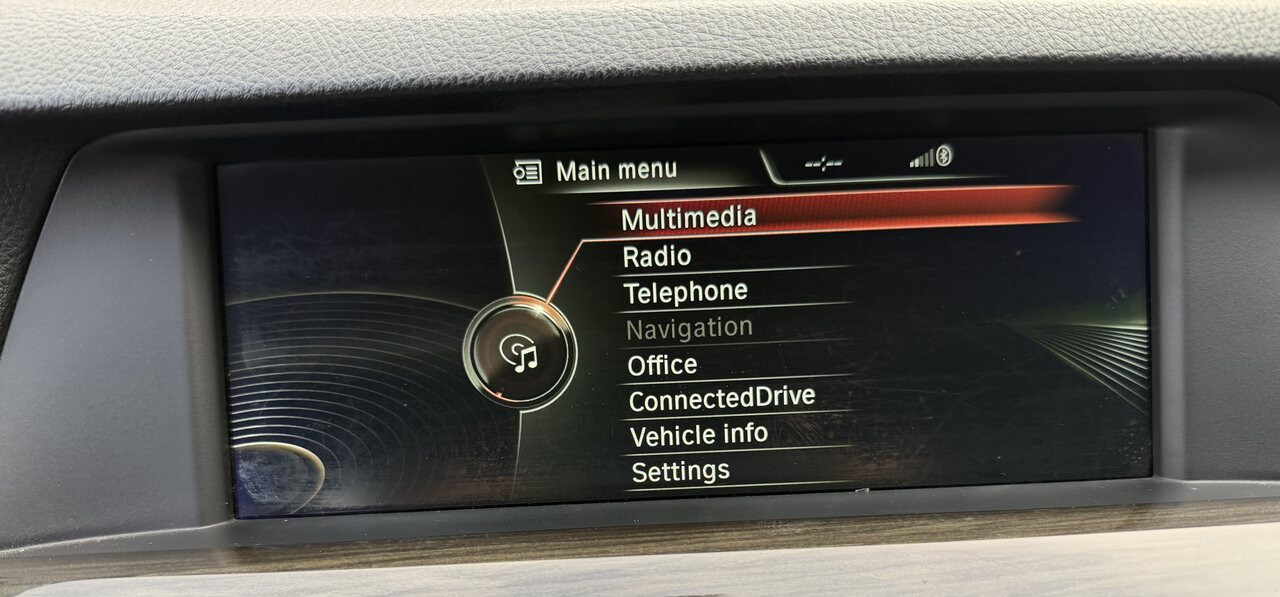 Main menu --:--
Multimedia
Radio
Telephone
Navigation
Office
ConnectedDrive
Vehicle info
Settings